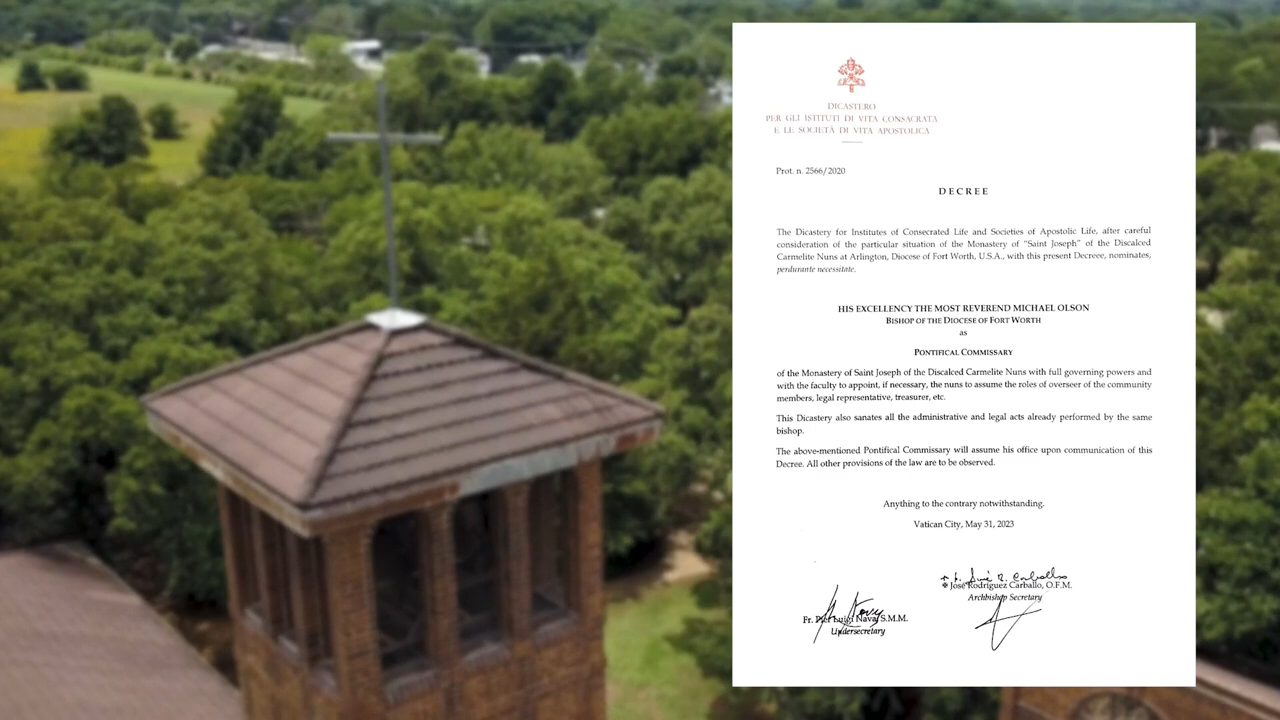 DICASTERO
PER GLI ISTITUTI DI VITA CONSACRATA
E LE SOCIETÀ DI VITA APOSTOLICA
Prot. n. 2566/2020
DECREE
The Dicastery for Institutes of Consecrated Life and Societies of Apostolic Life, after careful
consideration of the particular situation of the Monastery of "Saint Joseph" of the Discalced
Carmelite Nuns at Arlington, Diocese of Fort Worth, U.S.A., with this present Decreee, nominates,
perdurante necessitate.
HIS EXCELLENCY THE MOST REVEREND MICHAEL OLSON
BISHOP OF THE DIOCESE OF FORT WORTH
as
PONTIFICAL COMMISSARY
of the Monastery of Saint Joseph of the Discalced Carmelite Nuns with full governing powers and
with the faculty to appoint, if necessary, the nuns to assume the roles of overseer of the community
members, legal representative, treasurer, etc.
This Dicastery also sanates all the administrative and legal acts already performed by the same
bishop.
The above-mentioned Pontifical Commissary will assume his office upon communication of this
Decree. All other provisions of the law are to be observed.
Anything to the contrary notwithstanding.
Vatican City, May 31, 2023
José Rodríguez Carballo, O.F.M.
Archbishop Secretary
Fr. Pier Luigi Nava, S.M.M.
Undersecretary